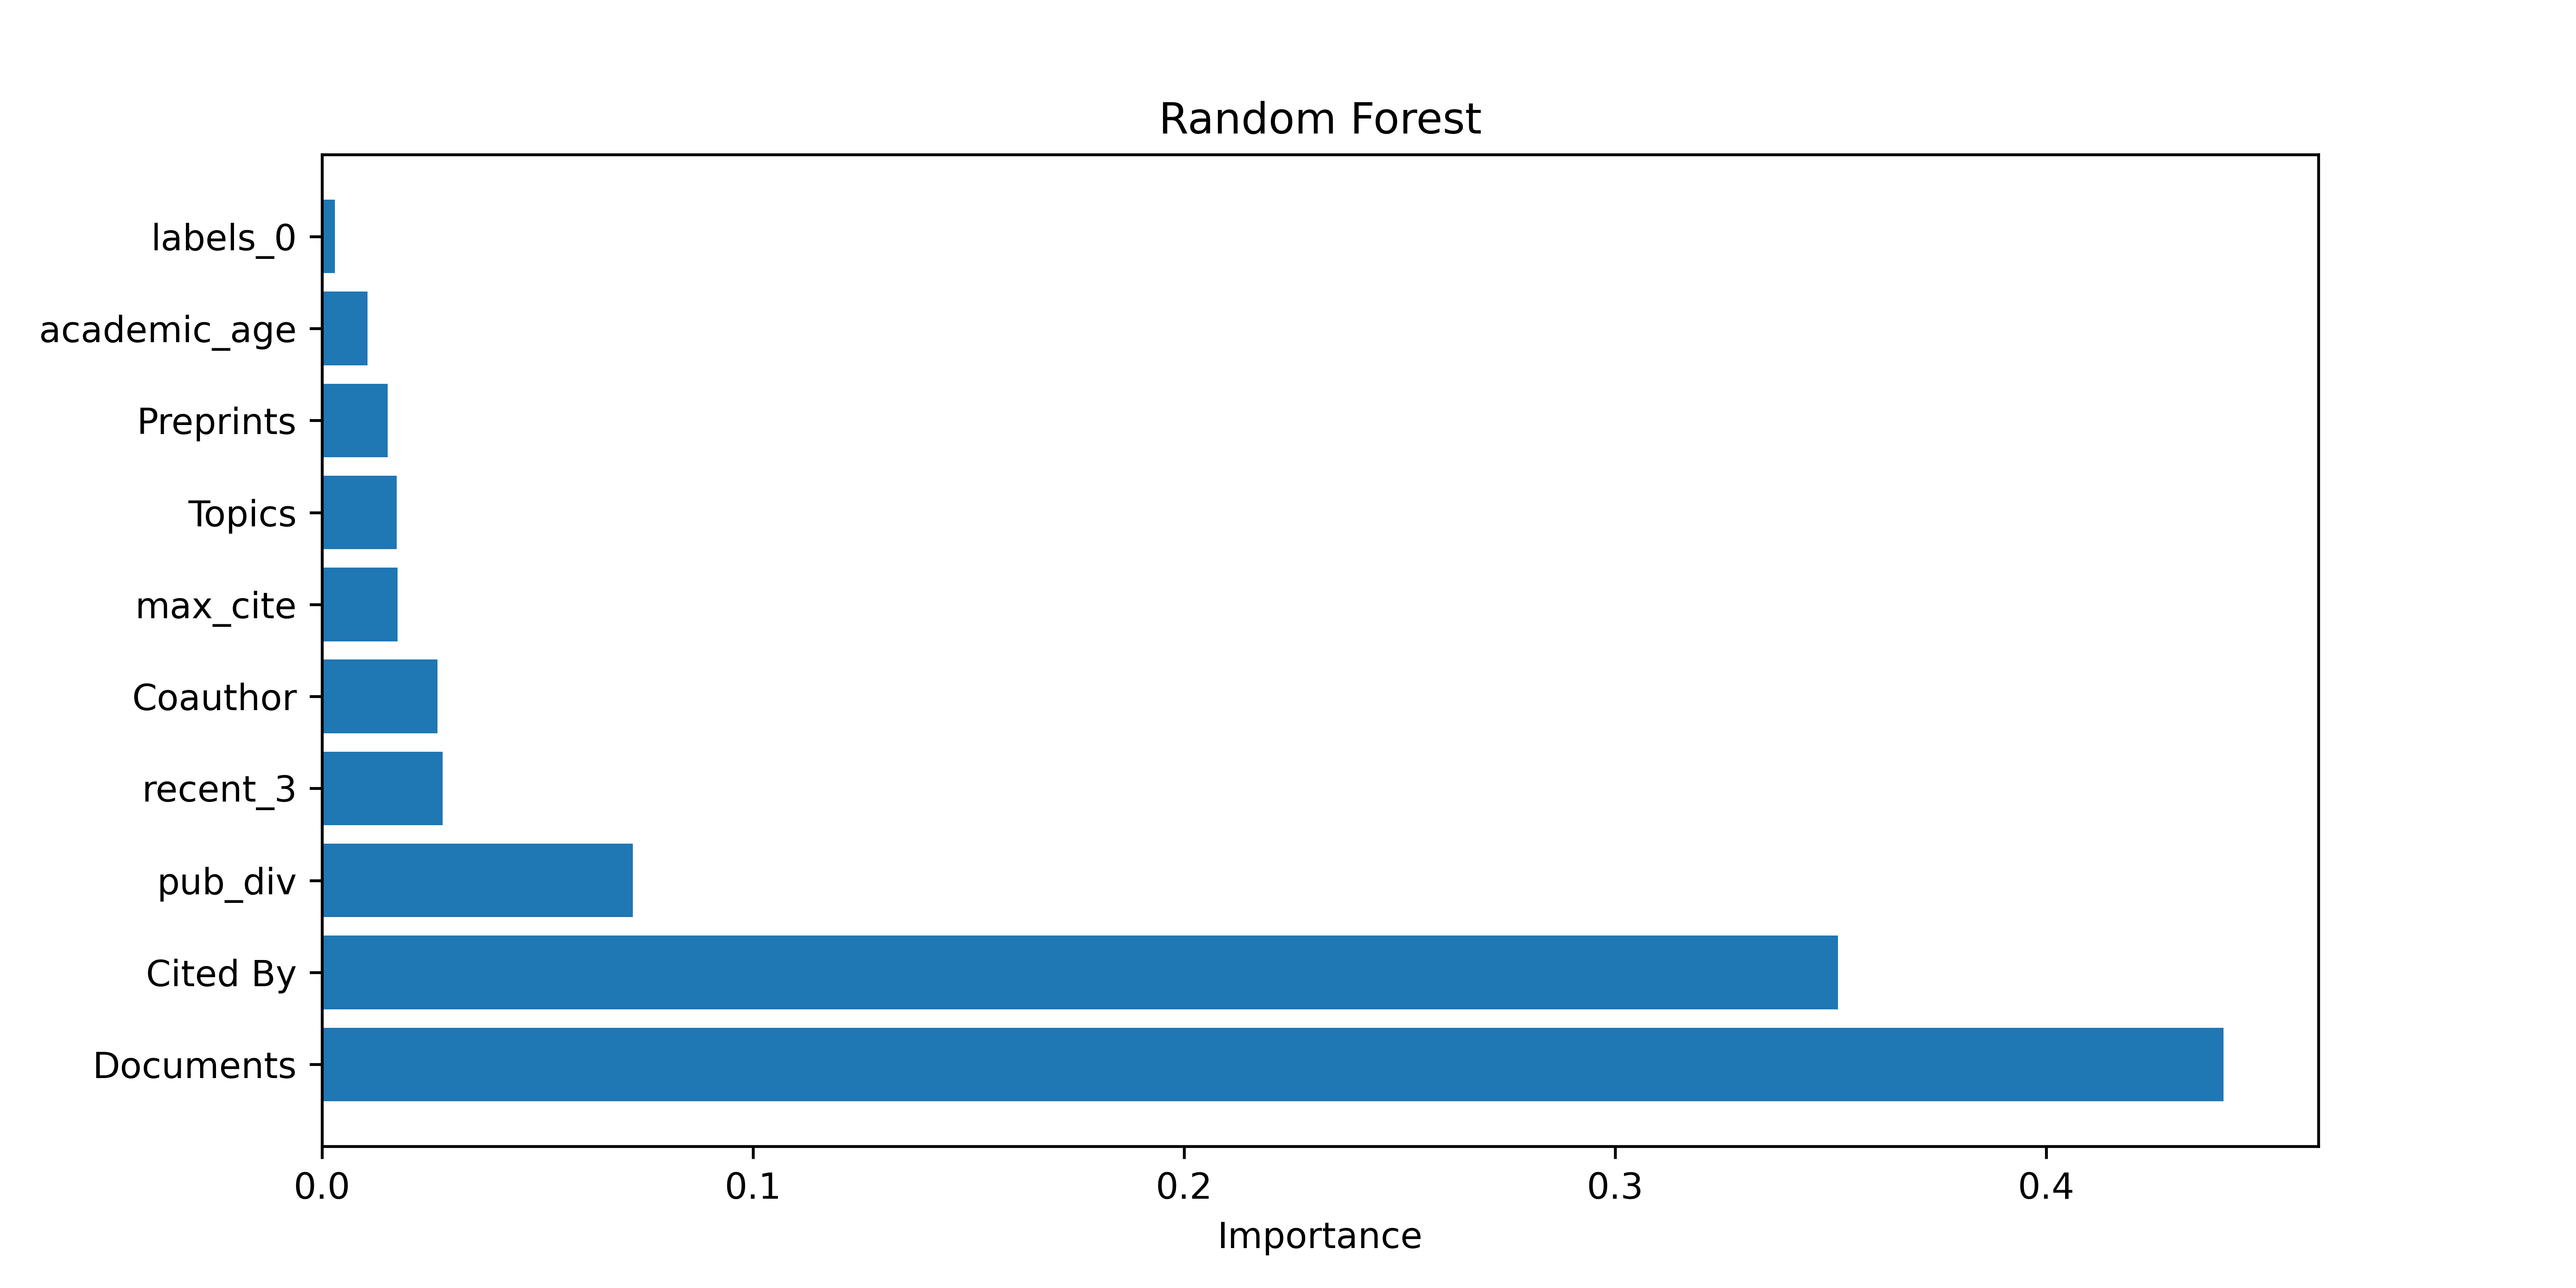 Random Forest
labels_0
academic_age
Preprints
Topics
max_cite
Coauthor
recent_3
pub_div
Cited By
Documents
0.0 0.1 0.2 0.3 0.4
Importance